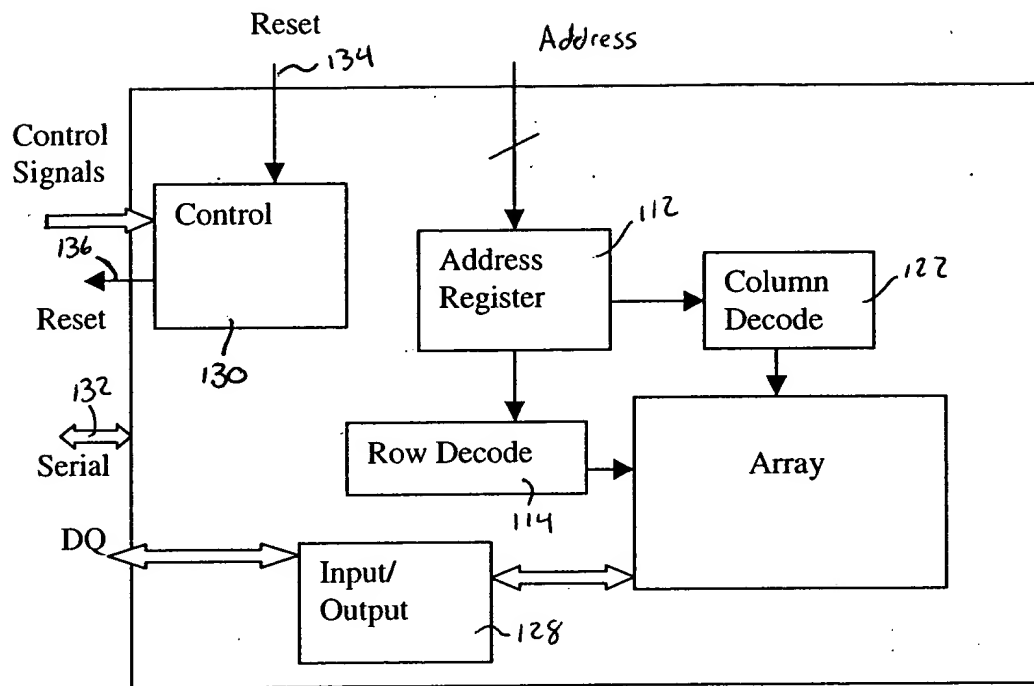 Reset
134
Address
Control
Signals
Control
136
Reset
130
112
Address
Register
Column
Decode
122
132
Serial
Row Decode
114
Array
DQ
Input/
Output
128